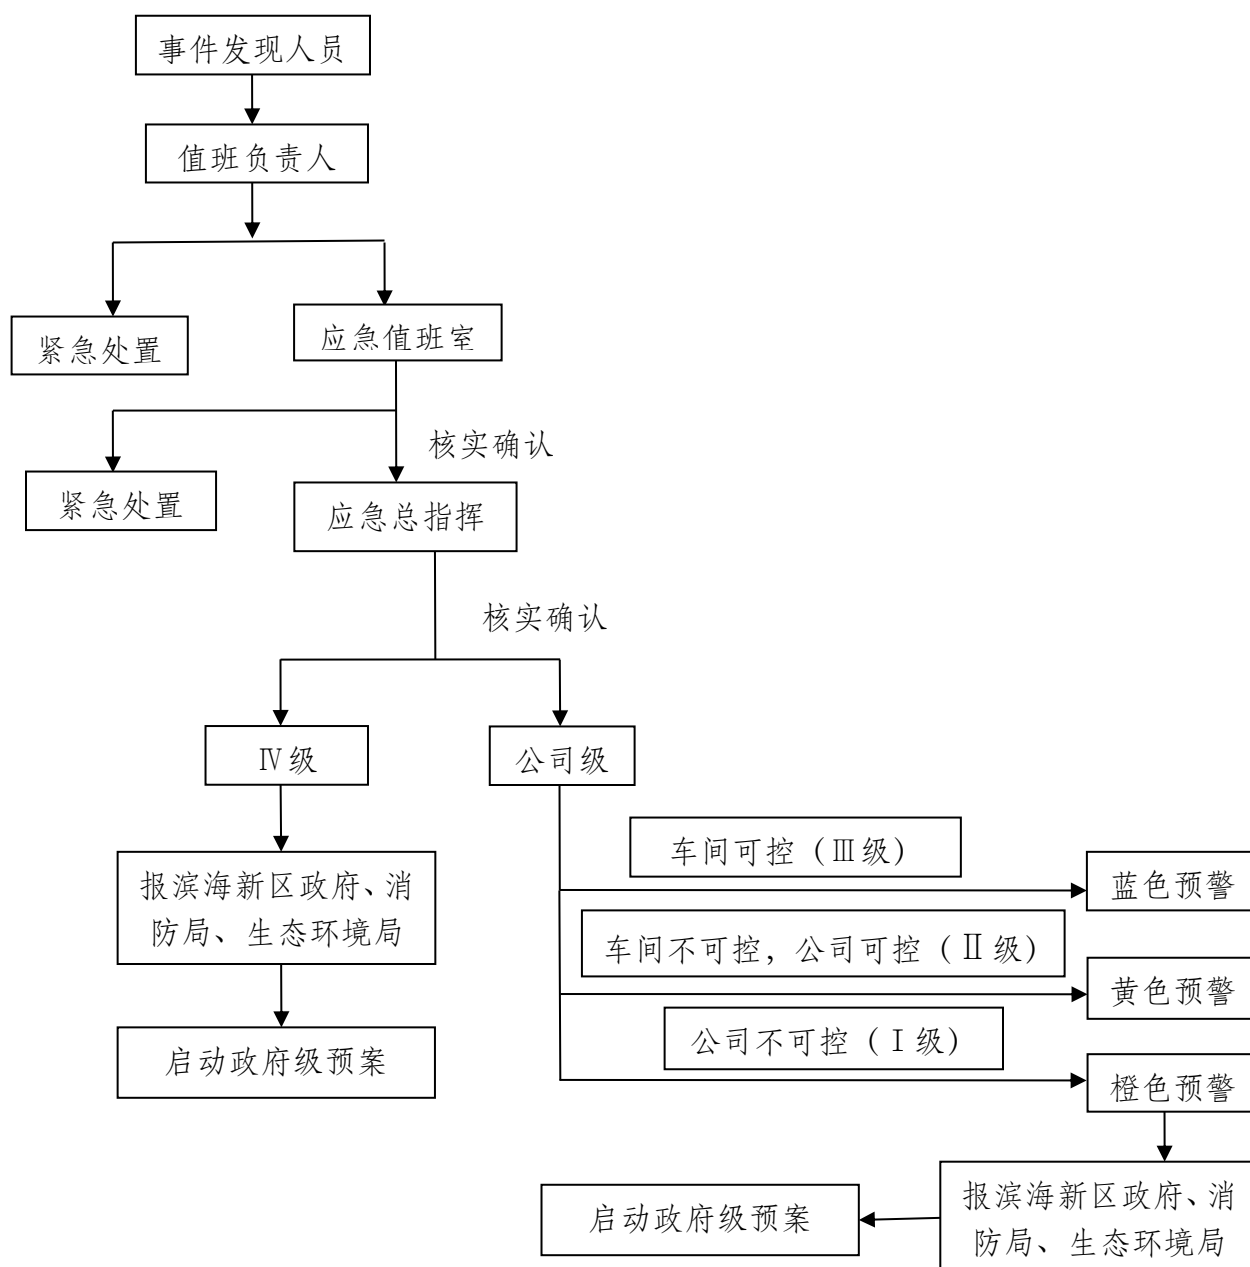 事件发现人员
值班负责人
紧急处置
应急值班室
核实确认
紧急处置
应急总指挥
核实确认
Ⅳ级
公司级
车间可控（Ⅲ级）
蓝色预警
报滨海新区政府、消
防局、生态环境局
车间不可控，公司可控（Ⅱ级）
黄色预警
公司不可控（Ⅰ级）
启动政府级预案
橙色预警
报滨海新区政府、消
防局、生态环境局
启动政府级预案